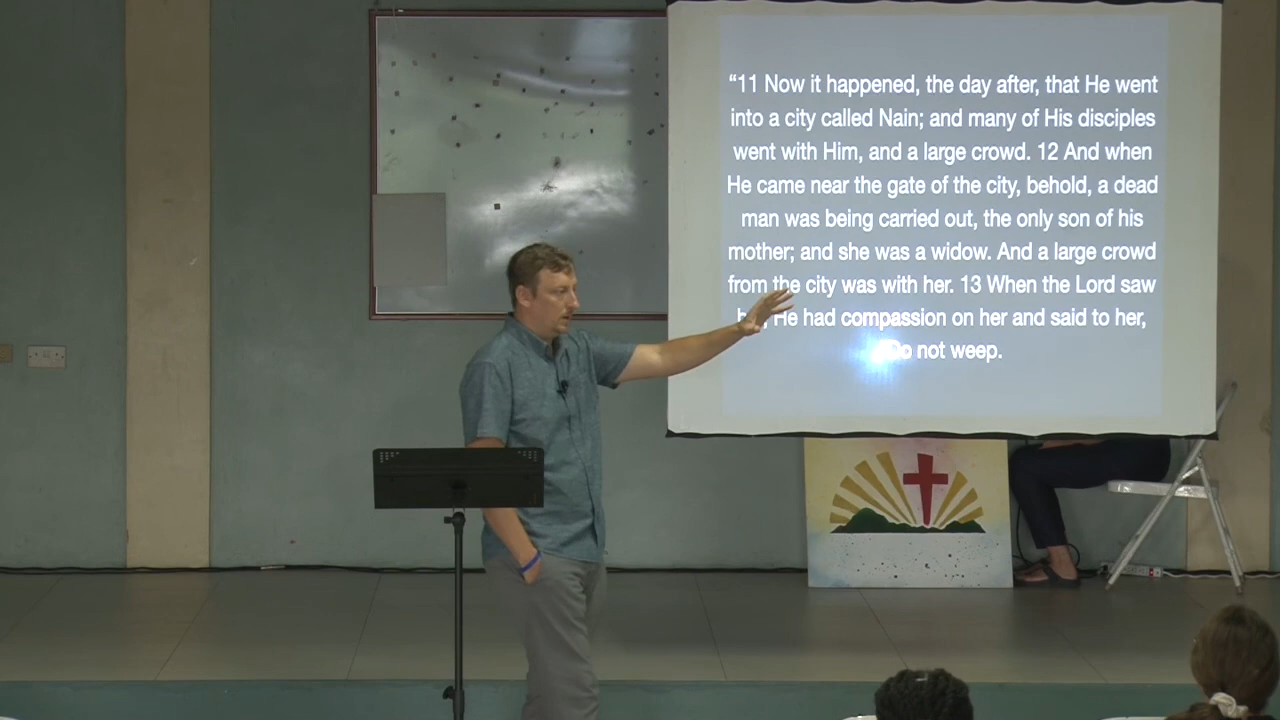 “11 Now it happened, the day after, that He went
into a city called Nain; and many of His disciples
went with Him, and a large crowd. 12 And when
He came near the gate of the city, behold, a dead
man was being carried out, the only son of his
mother; and she was a widow. And a large crowd
from the city was with her. 13 When the Lord saw
He had compassion on her and said to her,
not weep.